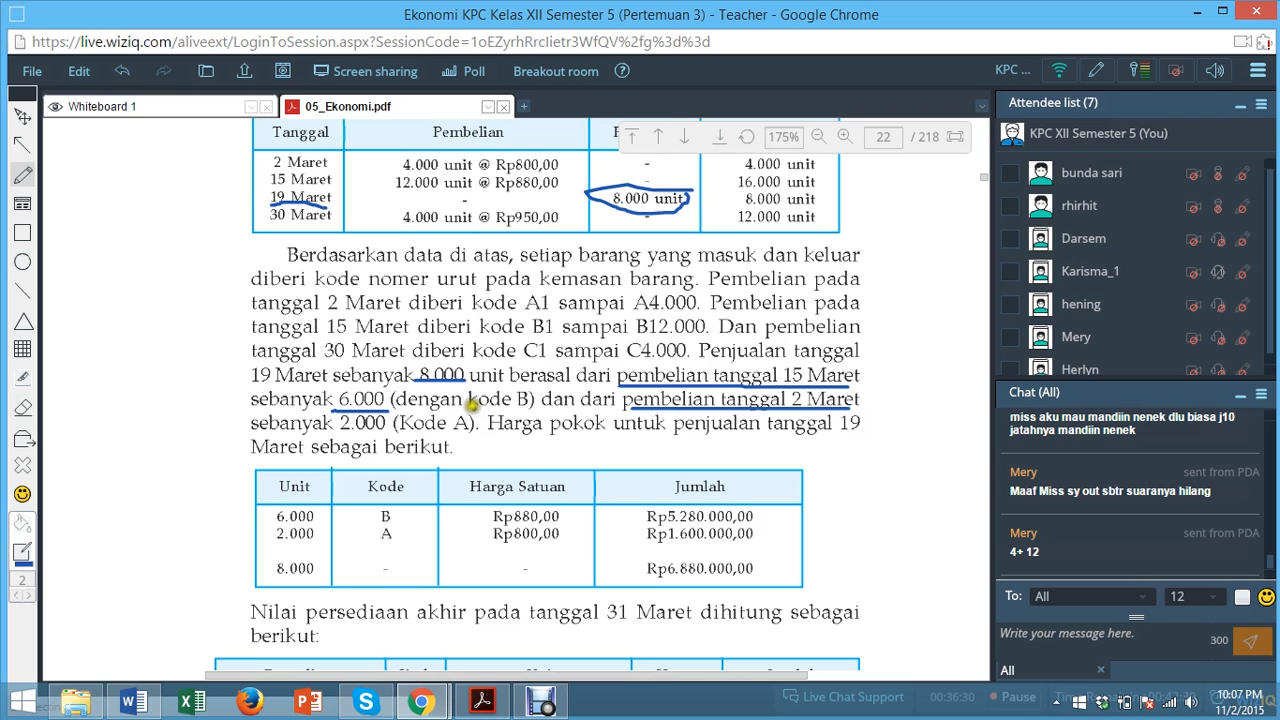 Ekonomi KPC Kelas XII Semester 5 (Pertemuan 3) - Teacher - Google Chrome
https://live.wiziq.com/aliveext/LoginToSession.aspx?SessionCode=1oEZyrhRrcIietr3WfQV%2fg%3d%3d
File Edit Screen sharing Poll Breakout room KPC ...
Whiteboard 1 05_Ekonomi.pdf
175% 22 / 218
Tanggal Pembelian
2 Maret 4.000 unit @ Rp800,00 - 4.000 unit
15 Maret 12.000 unit @ Rp880,00 - 16.000 unit
19 Maret - 8.000 unit 8.000 unit
30 Maret 4.000 unit @ Rp950,00 - 12.000 unit
Berdasarkan data di atas, setiap barang yang masuk dan keluar
diberi kode nomer urut pada kemasan barang. Pembelian pada
tanggal 2 Maret diberi kode A1 sampai A4.000. Pembelian pada
tanggal 15 Maret diberi kode B1 sampai B12.000. Dan pembelian
tanggal 30 Maret diberi kode C1 sampai C4.000. Penjualan tanggal
19 Maret sebanyak 8.000 unit berasal dari pembelian tanggal 15 Maret
sebanyak 6.000 (dengan kode B) dan dari pembelian tanggal 2 Maret
sebanyak 2.000 (Kode A). Harga pokok untuk penjualan tanggal 19
Maret sebagai berikut.
Unit Kode Harga Satuan Jumlah
6.000 B Rp880,00 Rp5.280.000,00
2.000 A Rp800,00 Rp1.600.000,00
8.000 - - Rp6.880.000,00
Nilai persediaan akhir pada tanggal 31 Maret dihitung sebagai
berikut:
2
Attendee list (7)
KPC XII Semester 5 (You)
bunda sari
rhirhit
Darsem
Karisma_1
hening
Mery
Herlyn
Chat (All)
miss aku mau mandiin nenek dlu biasa j10
jatahnya mandiin nenek
Mery sent from PDA
Maaf Miss sy out sbtr suaranya hilang
Mery sent from PDA
4+ 12
To: All 12
Write your message here. 300
All
Live Chat Support 00:36:30 Pause
10:07 PM
11/2/2015